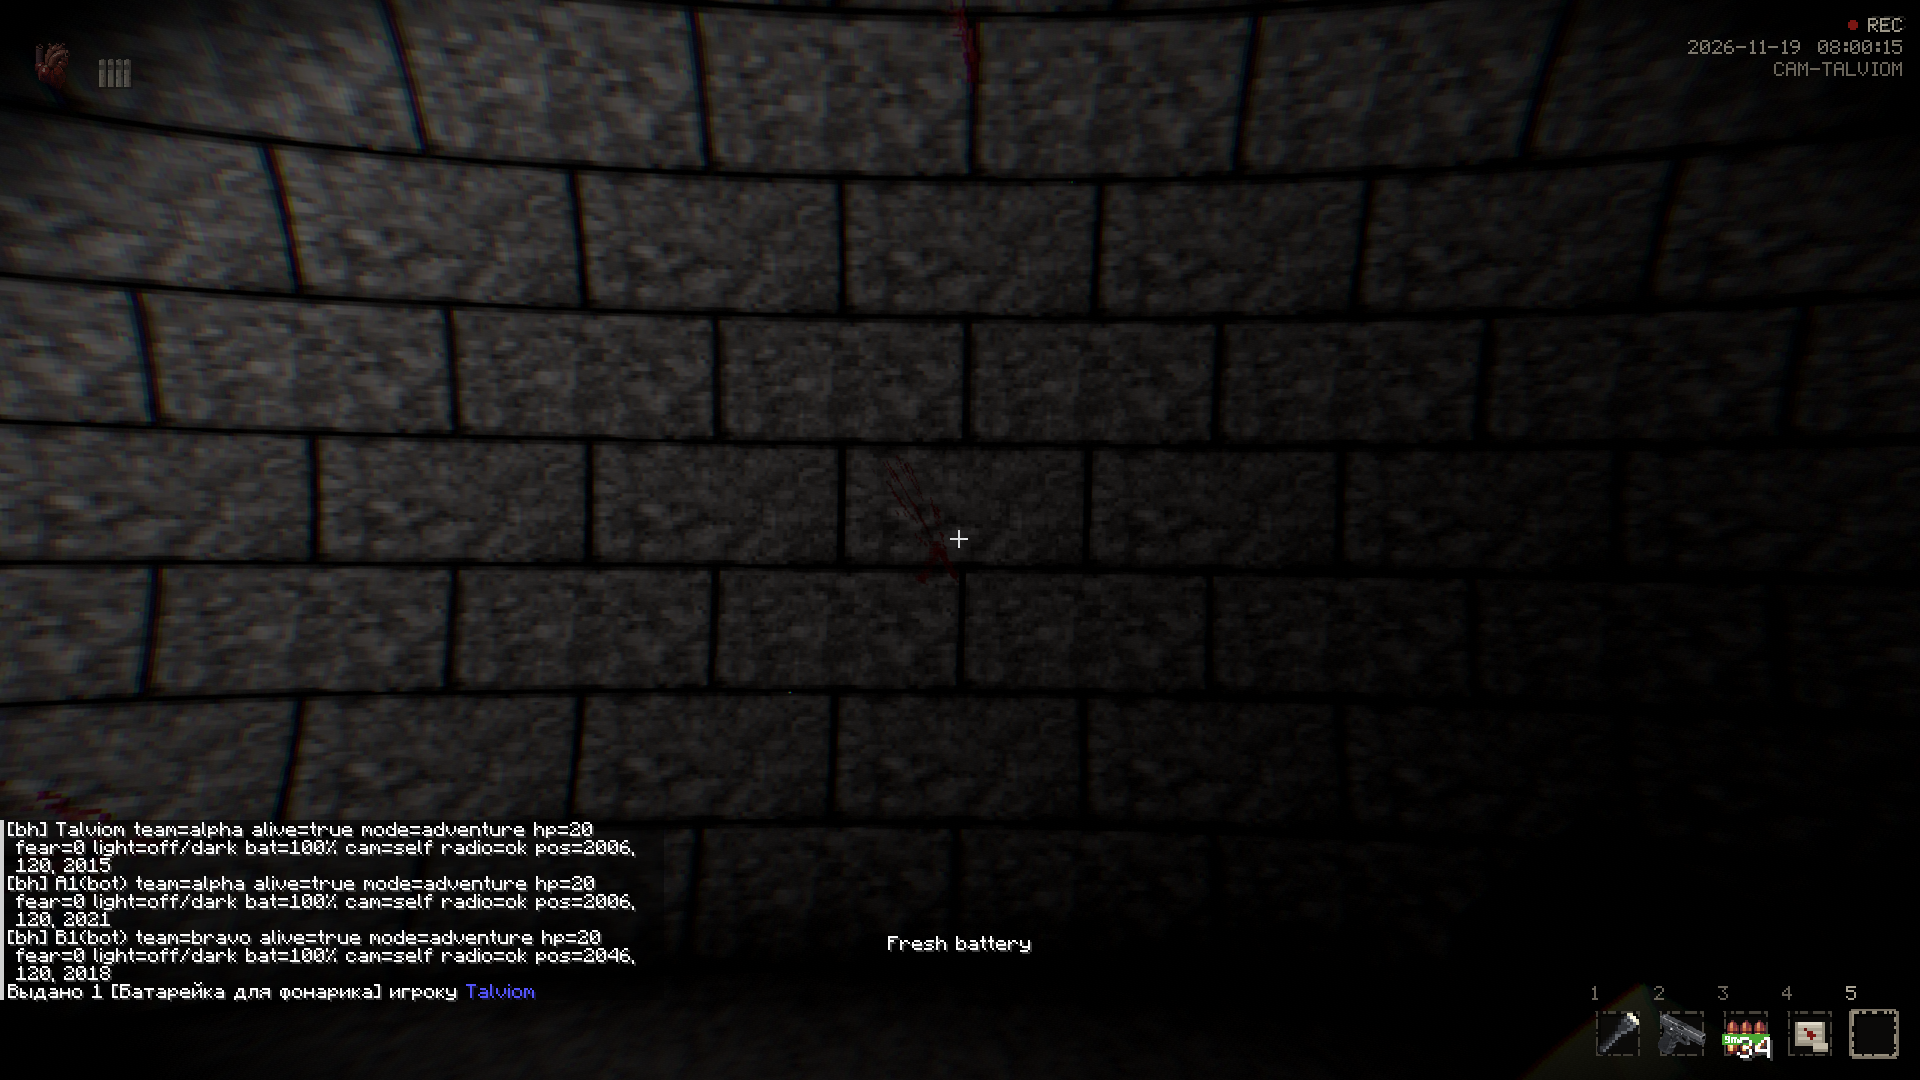 REC
2026-11-19 08:00:15
CAM-TALVIOM
[bh] Talviom team=alpha alive=true mode=adventure hp=20
fear=0 light=off/dark bat=100% cam=self radio=ok pos=2006,
120, 2015
[bh] A1(bot) team=alpha alive=true mode=adventure hp=20
fear=0 light=off/dark bat=100% cam=self radio=ok pos=2006,
120, 2021
[bh] B1(bot) team=bravo alive=true mode=adventure hp=20
fear=0 light=off/dark bat=100% cam=self radio=ok pos=2046,
120, 2018
Выдано 1 [Батарейка для фонарика] игроку Talviom
Fresh battery
1 2 3 4 5
34